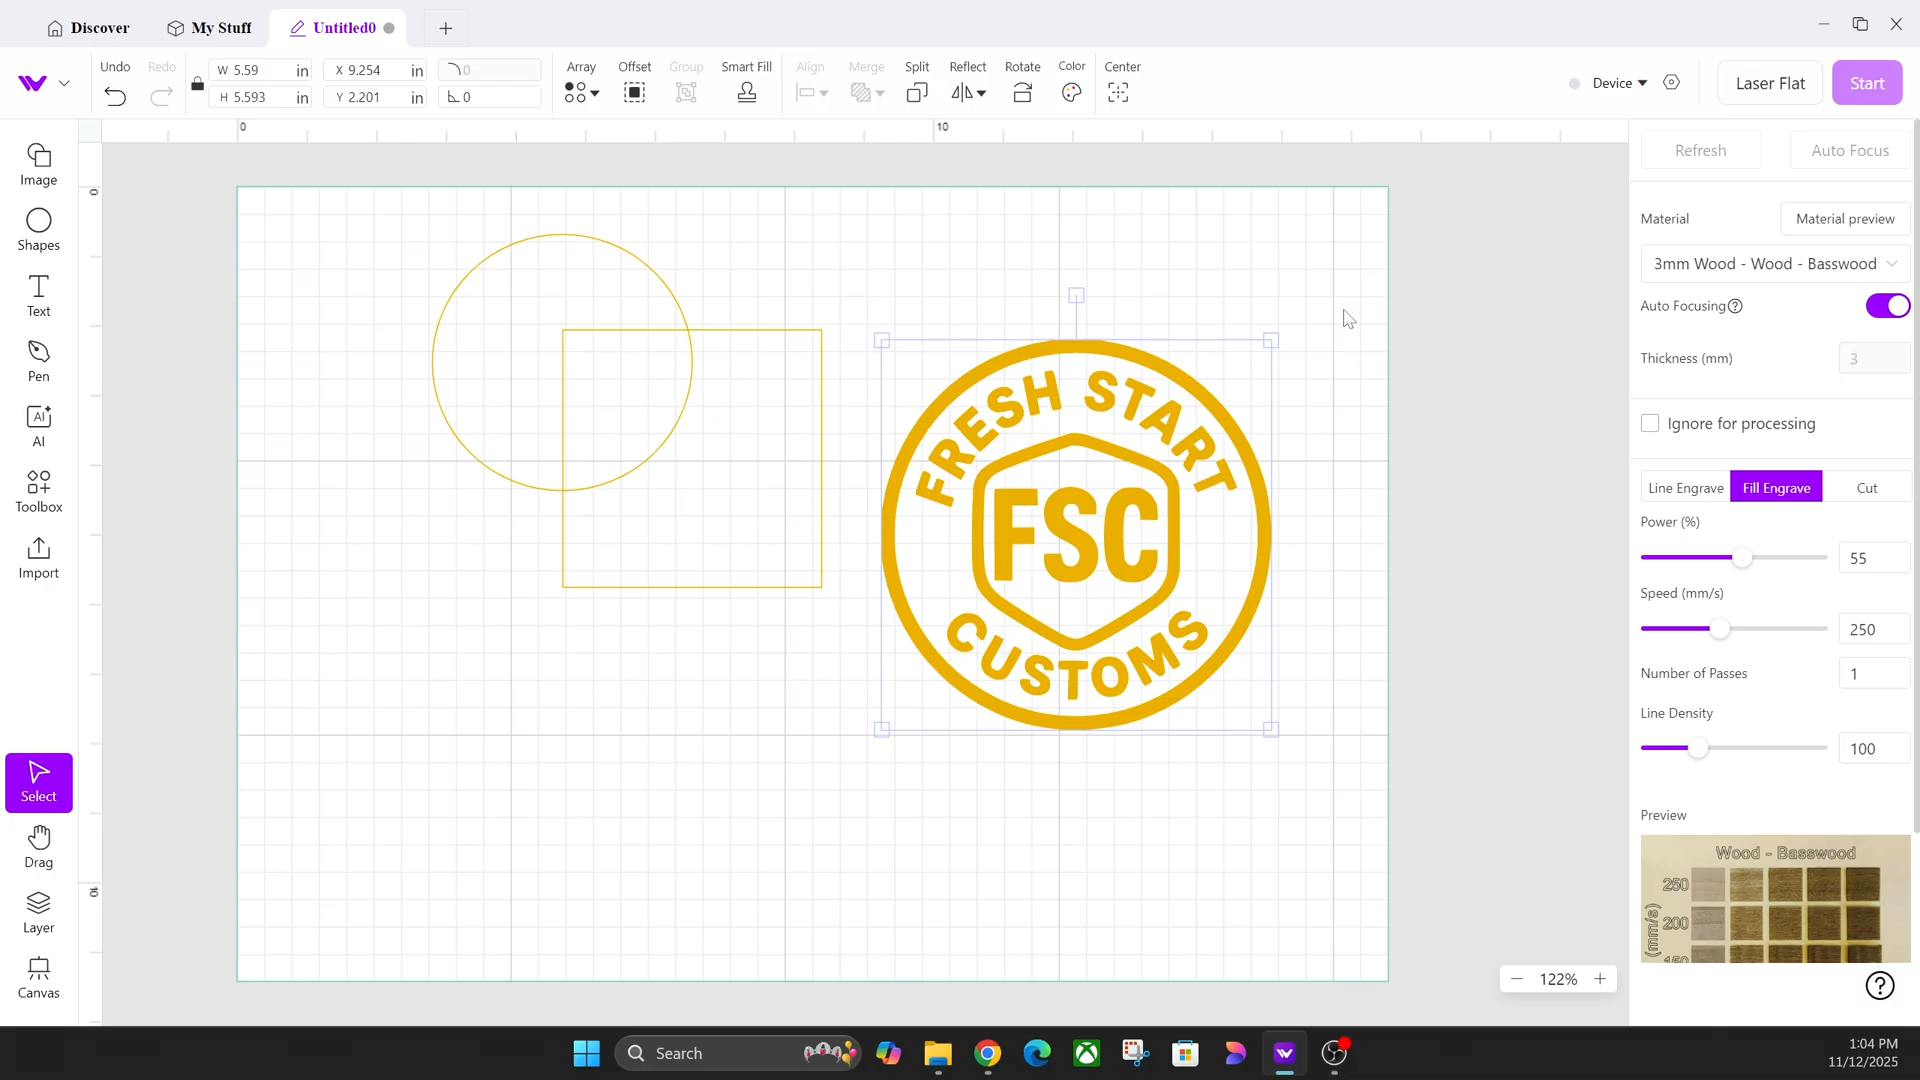 Discover
My Stuff
Untitled0
Undo
Redo
W 5.59 in
H 5.593 in
X 9.254 in
Y 2.201 in
0
0
Array
Offset
Group
Smart Fill
Align
Merge
Split
Reflect
Rotate
Color
Center
Device
Laser Flat
Start
0
10
0
10
Image
Shapes
Text
Pen
AI
AI
Toolbox
Import
Select
Drag
Layer
Canvas
FRESH START
FSC
CUSTOMS
Refresh
Auto Focus
Material
Material preview
3mm Wood - Wood - Basswood
Auto Focusing
Thickness (mm)
3
Ignore for processing
Line Engrave
Fill Engrave
Cut
Power (%)
55
Speed (mm/s)
250
Number of Passes
1
Line Density
100
Preview
Wood - Basswood
250
200
150
(mm/s)
122%
Search
1:04 PM
11/12/2025